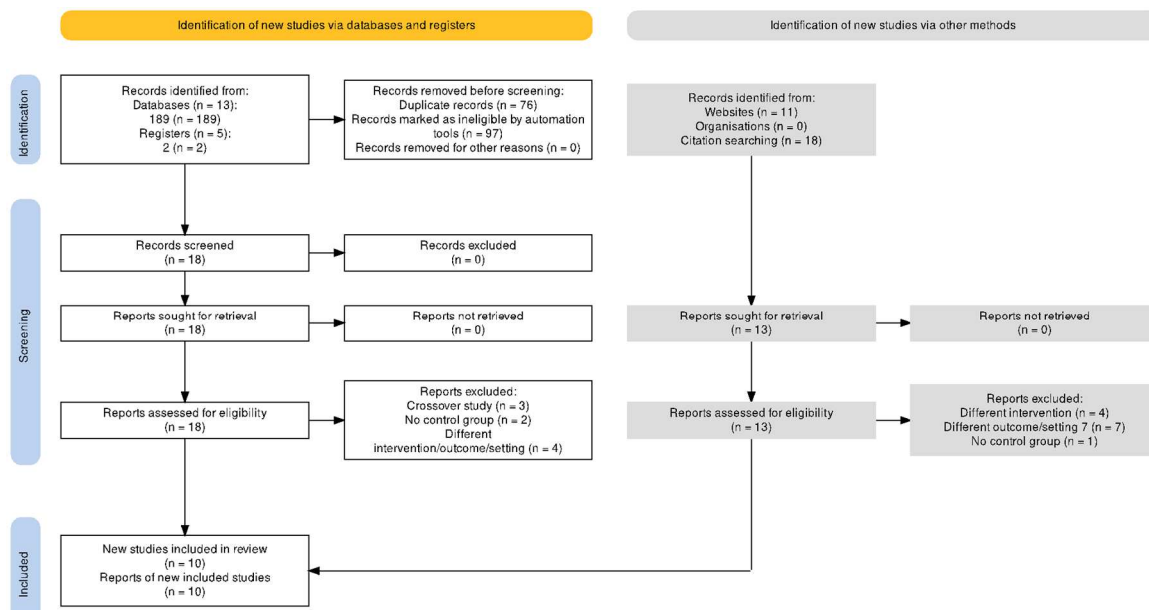 Identification of new studies via databases and registers
Identification of new studies via other methods
Identification
Records identified from:
Databases (n = 13):
189 (n = 189)
Registers (n = 5):
2 (n = 2)
Records removed before screening:
Duplicate records (n = 76)
Records marked as ineligible by automation
tools (n = 97)
Records removed for other reasons (n = 0)
Records identified from:
Websites (n = 11)
Organisations (n = 0)
Citation searching (n = 18)
Screening
Records screened
(n = 18)
Records excluded
(n = 0)
Reports sought for retrieval
(n = 18)
Reports not retrieved
(n = 0)
Reports sought for retrieval
(n = 13)
Reports not retrieved
(n = 0)
Reports assessed for eligibility
(n = 18)
Reports excluded:
Crossover study (n = 3)
No control group (n = 2)
Different
intervention/outcome/setting (n = 4)
Reports assessed for eligibility
(n = 13)
Reports excluded:
Different intervention (n = 4)
Different outcome/setting 7 (n = 7)
No control group (n = 1)
Included
New studies included in review
(n = 10)
Reports of new included studies
(n = 10)